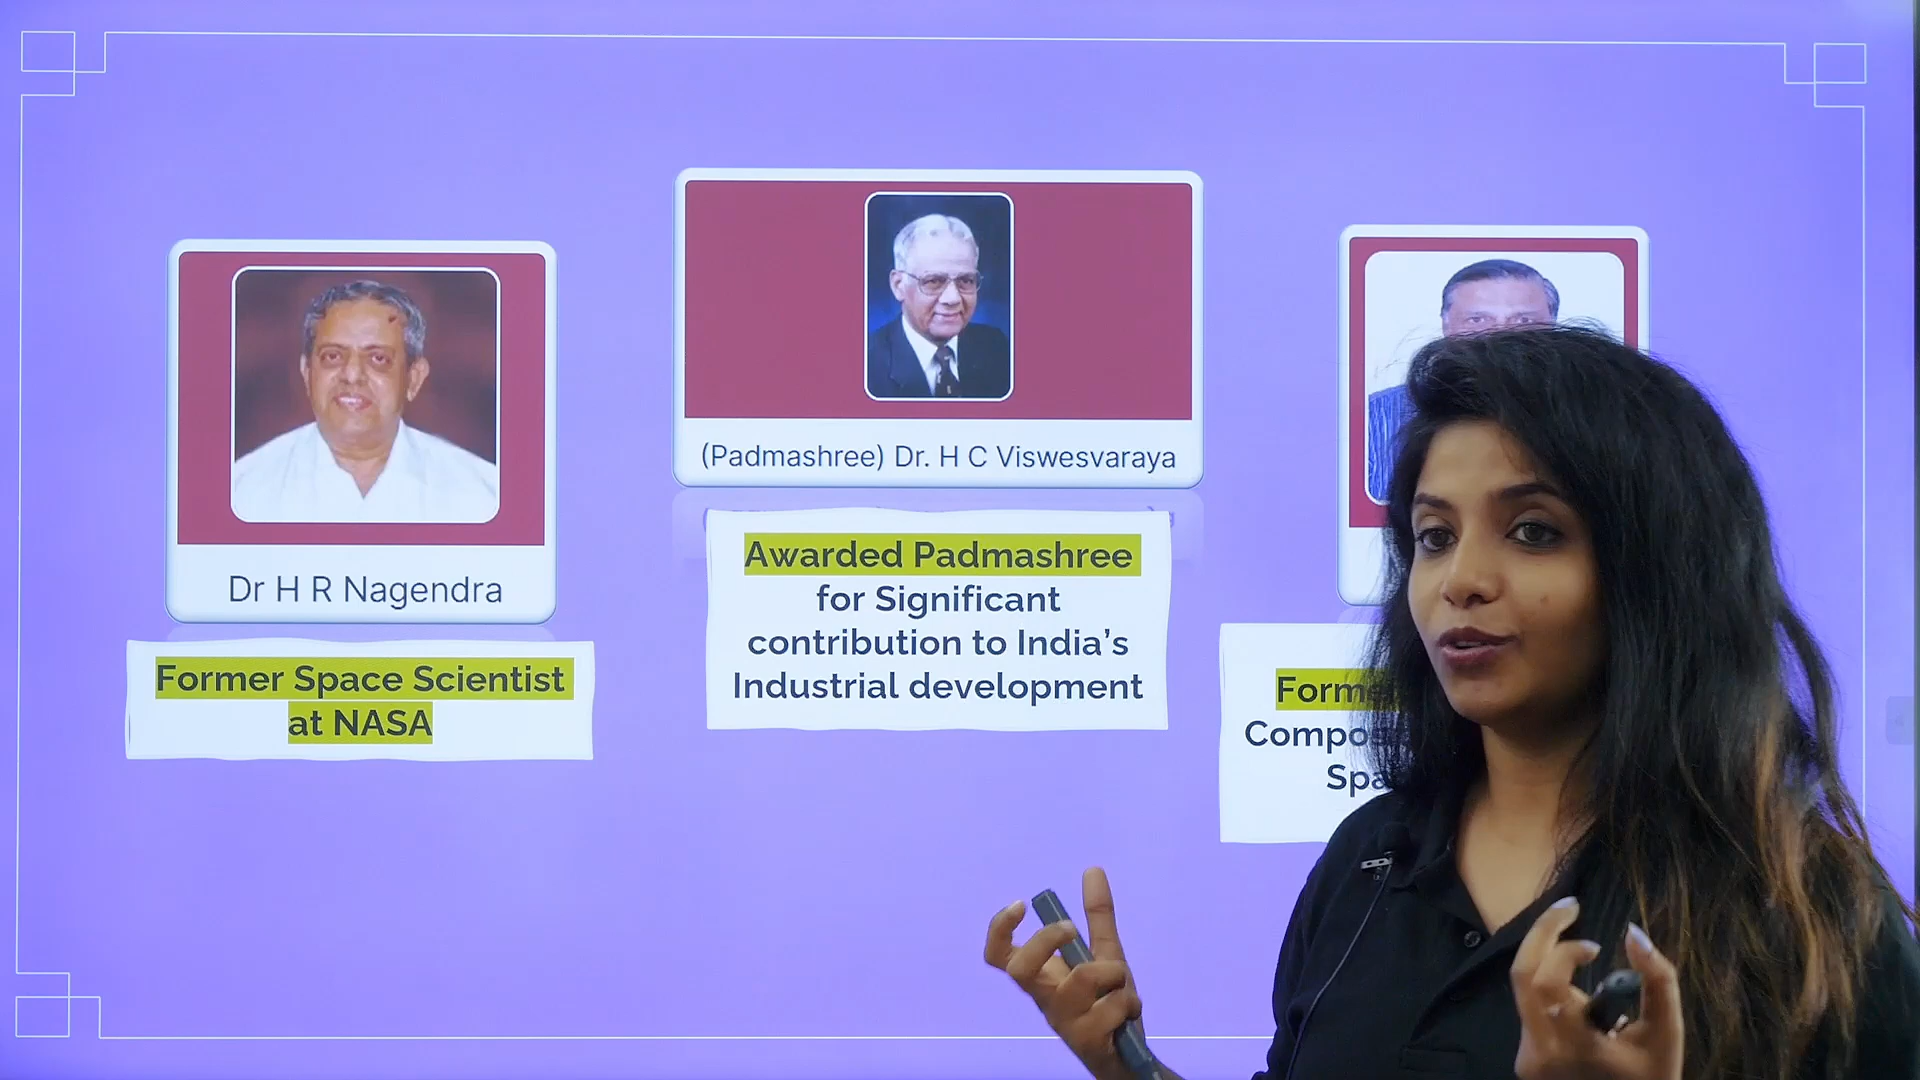 Dr H R Nagendra
Former Space Scientist
at NASA
(Padmashree) Dr. H C Viswesvaraya
Awarded Padmashree
for Significant
contribution to India's
Industrial development